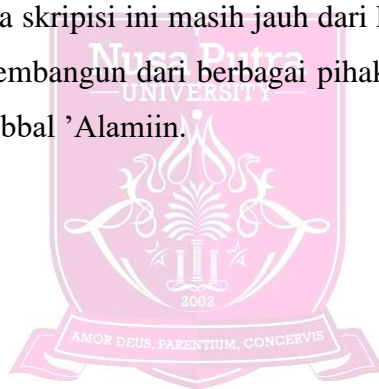 a skripisi ini masih jauh dari
Nusa Putra
embangun dari berbagai pihak
UNIVERSITY
bbal ’Alamiin.
2002
AMOR DEUS, PARENTIUM, CONCERVIS